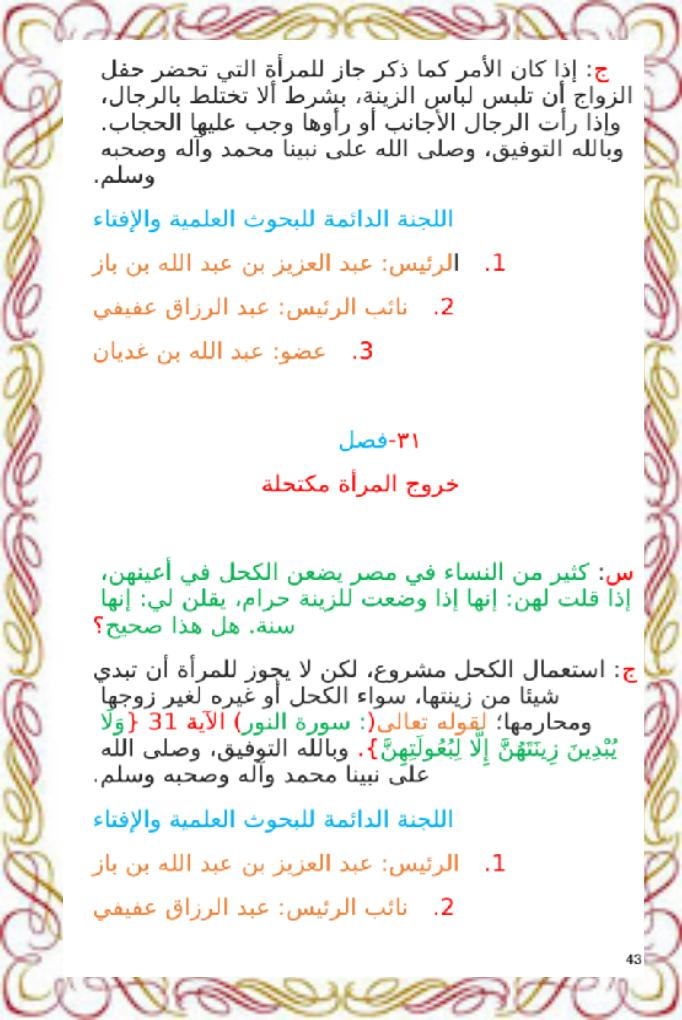 ج: إذا كان الأمر كما ذكر جاز للمرأة التي تحضر حفل
الزواج أن تلبس لباس الزينة، بشرط ألا تختلط بالرجال،
وإذا رأت الرجال الأجانب أو رأوها وجب عليها الحجاب.
وبالله التوفيق، وصلى الله على نبينا محمد وآله وصحبه
وسلم.
اللجنة الدائمة للبحوث العلمية والإفتاء
1. الرئيس: عبد العزيز بن عبد الله بن باز
2. نائب الرئيس: عبد الرزاق عفيفي
3. عضو: عبد الله بن غديان
٣١-فصل
خروج المرأة مكتحلة
س: كثير من النساء في مصر يضعن الكحل في أعينهن،
إذا قلت لهن: إنها إذا وضعت للزينة حرام، يقلن لي: إنها
سنة. هل هذا صحيح؟
ج: استعمال الكحل مشروع، لكن لا يجوز للمرأة أن تبدي
شيئا من زينتها، سواء الكحل أو غيره لغير زوجها
ومحارمها؛ لقوله تعالى(: سورة النور) الآية 31 {وَلَا
يُبْدِينَ زِينَتَهُنَّ إِلَّا لِبُعُولَتِهِنَّ}. وبالله التوفيق، وصلى الله
على نبينا محمد وآله وصحبه وسلم.
اللجنة الدائمة للبحوث العلمية والإفتاء
1. الرئيس: عبد العزيز بن عبد الله بن باز
2. نائب الرئيس: عبد الرزاق عفيفي
43